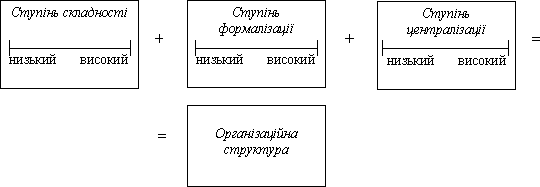 Ступінь складності
низький високий
+
Ступінь
формалізації
низький високий
+
Ступінь
централізації
низький високий
=
=
Організаційна
структура